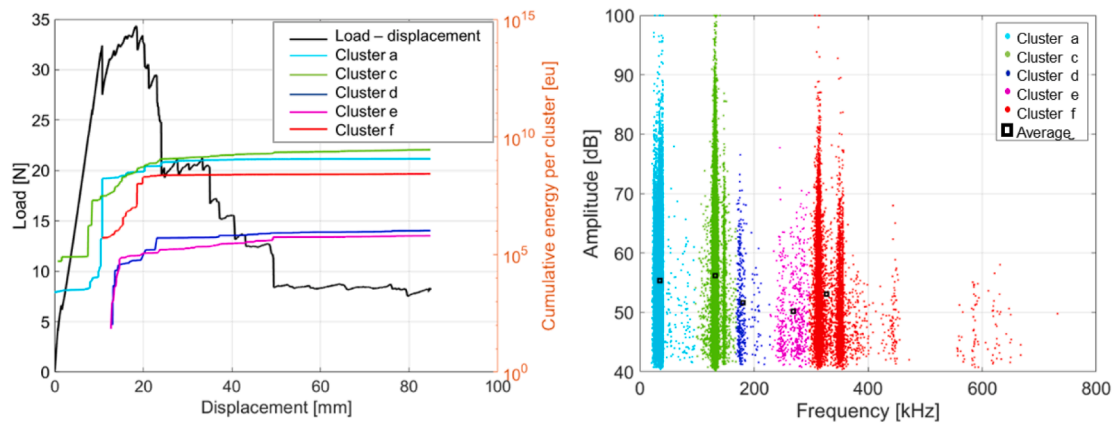 35
30
25
20
15
10
5
0
Load [N]
0
20
40
60
80
100
Displacement [mm]
10^15
10^10
10^5
10^0
Cumulative energy per cluster [eu]
Load – displacement
Cluster a
Cluster c
Cluster d
Cluster e
Cluster f
100
90
80
70
60
50
40
Amplitude [dB]
0
200
400
600
800
Frequency [kHz]
Cluster a
Cluster c
Cluster d
Cluster e
Cluster f
Average